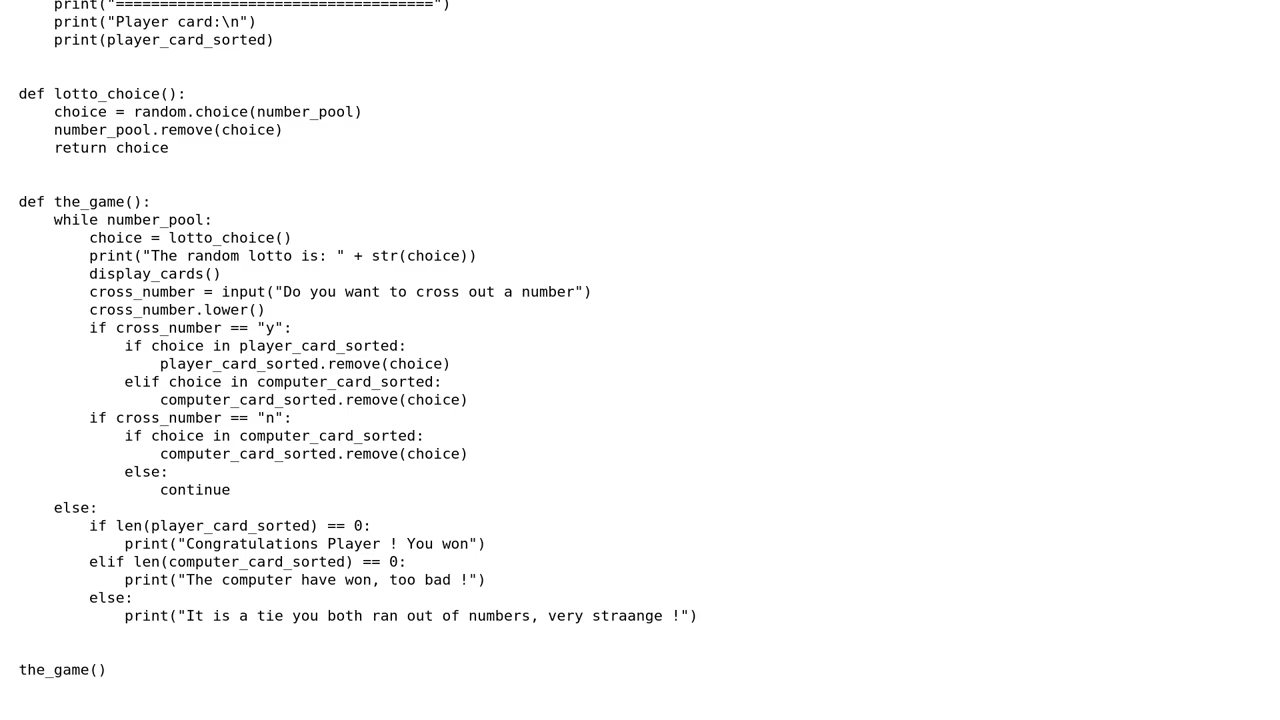 print("====================================")
    print("Player card:\n")
    print(player_card_sorted)


def lotto_choice():
    choice = random.choice(number_pool)
    number_pool.remove(choice)
    return choice


def the_game():
    while number_pool:
        choice = lotto_choice()
        print("The random lotto is: " + str(choice))
        display_cards()
        cross_number = input("Do you want to cross out a number")
        cross_number.lower()
        if cross_number == "y":
            if choice in player_card_sorted:
                player_card_sorted.remove(choice)
            elif choice in computer_card_sorted:
                computer_card_sorted.remove(choice)
        if cross_number == "n":
            if choice in computer_card_sorted:
                computer_card_sorted.remove(choice)
            else:
                continue
    else:
        if len(player_card_sorted) == 0:
            print("Congratulations Player ! You won")
        elif len(computer_card_sorted) == 0:
            print("The computer have won, too bad !")
        else:
            print("It is a tie you both ran out of numbers, very straange !")


the_game()